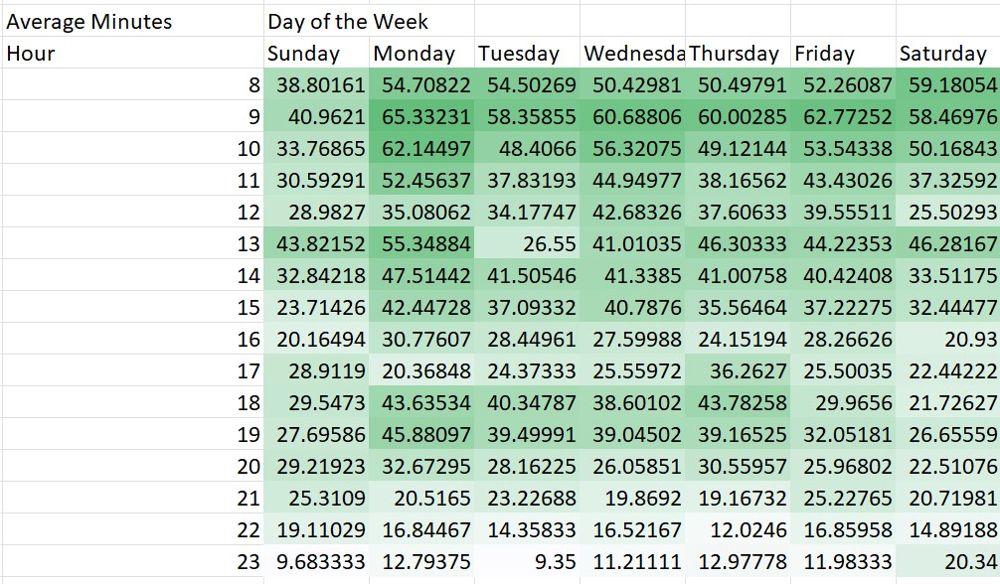 Average Minutes Day of the Week
Hour Sunday Monday Tuesday Wednesda Thursday Friday Saturday
8 38.80161 54.70822 54.50269 50.42981 50.49791 52.26087 59.18054
9 40.9621 65.33231 58.35855 60.68806 60.00285 62.77252 58.46976
10 33.76865 62.14497 48.4066 56.32075 49.12144 53.54338 50.16843
11 30.59291 52.45637 37.83193 44.94977 38.16562 43.43026 37.32592
12 28.9827 35.08062 34.17747 42.68326 37.60633 39.55511 25.50293
13 43.82152 55.34884 26.55 41.01035 46.30333 44.22353 46.28167
14 32.84218 47.51442 41.50546 41.3385 41.00758 40.42408 33.51175
15 23.71426 42.44728 37.09332 40.7876 35.56464 37.22275 32.44477
16 20.16494 30.77607 28.44961 27.59988 24.15194 28.26626 20.93
17 28.9119 20.36848 24.37333 25.55972 36.2627 25.50035 22.44222
18 29.5473 43.63534 40.34787 38.60102 43.78258 29.9656 21.72627
19 27.69586 45.88097 39.49991 39.04502 39.16525 32.05181 26.65559
20 29.21923 32.67295 28.16225 26.05851 30.55957 25.96802 22.51076
21 25.3109 20.5165 23.22688 19.8692 19.16732 25.22765 20.71981
22 19.11029 16.84467 14.35833 16.52167 12.0246 16.85958 14.89188
23 9.683333 12.79375 9.35 11.21111 12.97778 11.98333 20.34